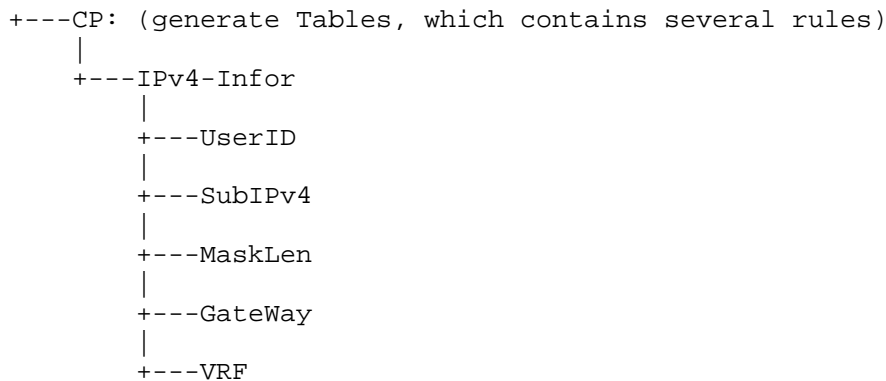 +---CP: (generate Tables, which contains several rules)
    |
    +---IPv4-Infor
        |
        +---UserID
        |
        +---SubIPv4
        |
        +---MaskLen
        |
        +---GateWay
        |
        +---VRF